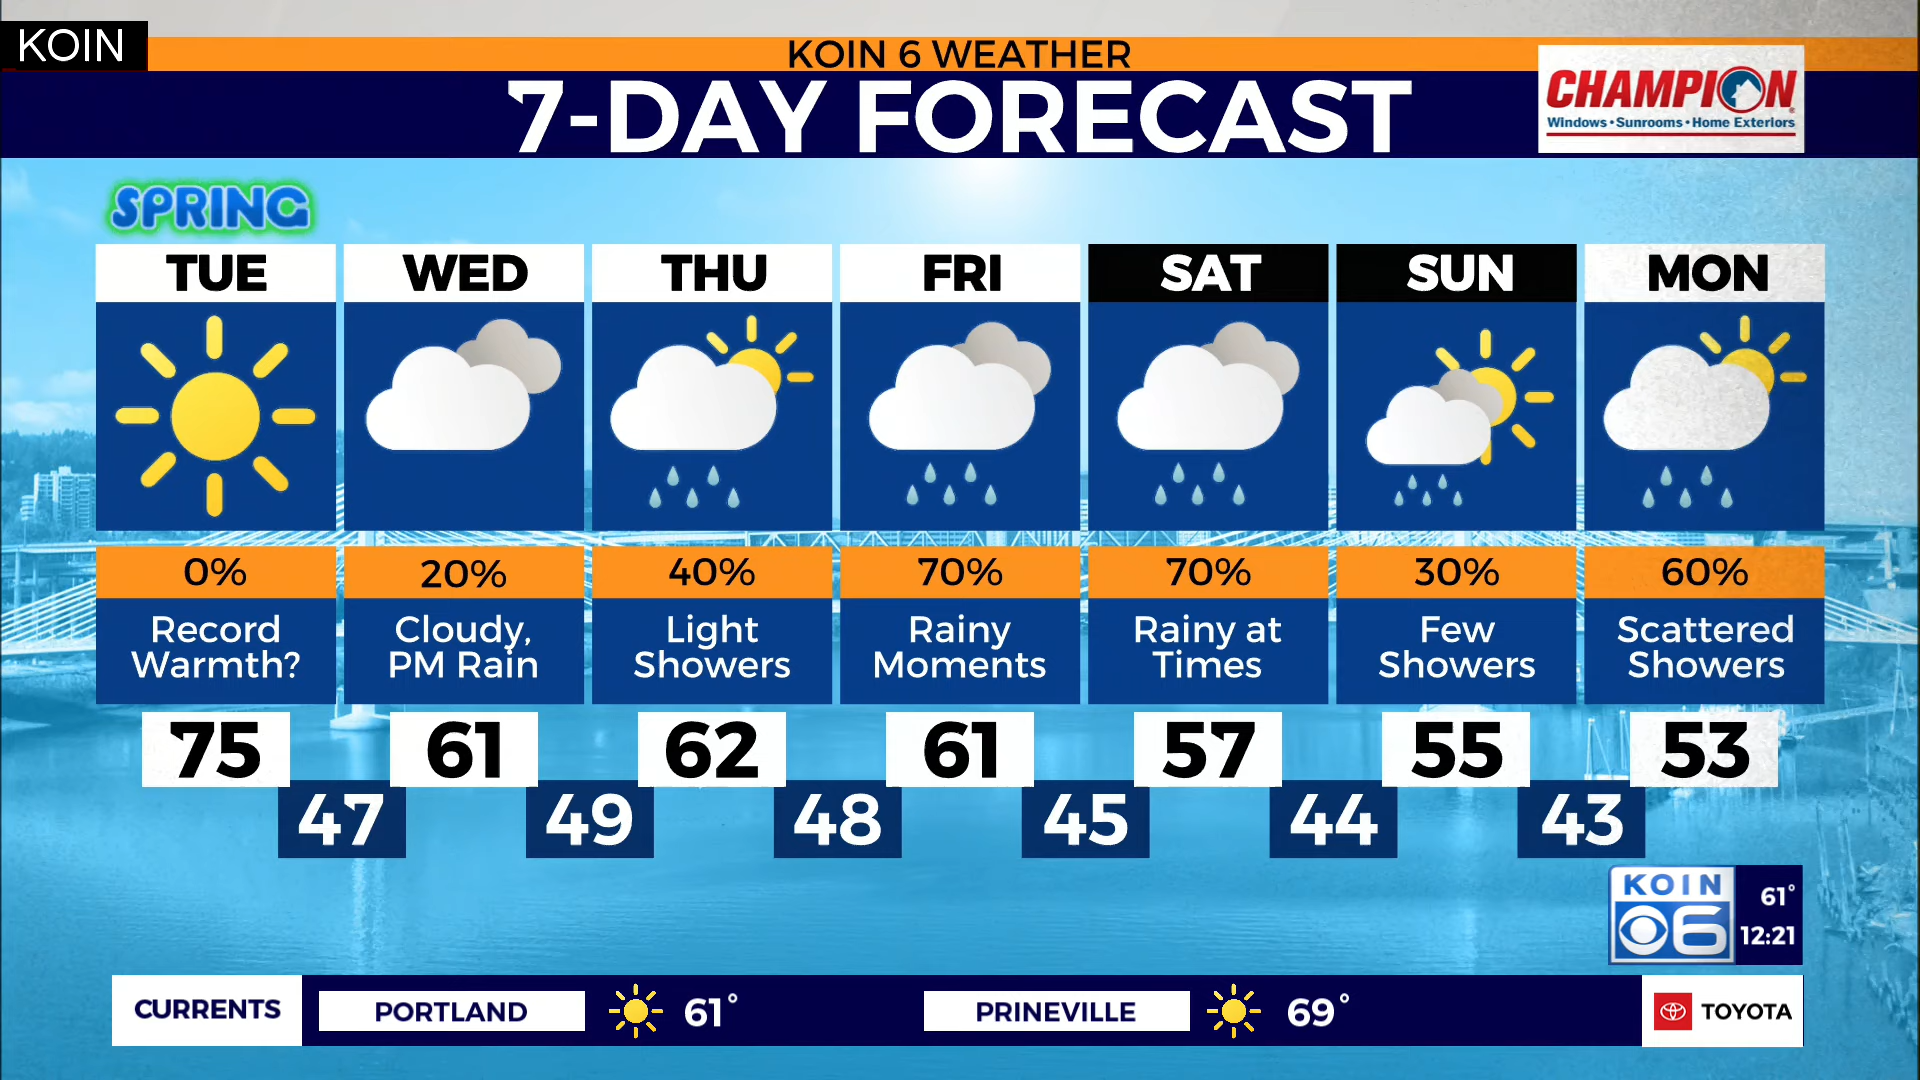 KOIN
KOIN 6 WEATHER
7-DAY FORECAST
CHAMPION
Windows • Sunrooms • Home Exteriors
SPRING
TUE WED THU FRI SAT SUN MON
0% 20% 40% 70% 70% 30% 60%
Record Warmth?
Cloudy, PM Rain
Light Showers
Rainy Moments
Rainy at Times
Few Showers
Scattered Showers
75 61 62 61 57 55 53
47 49 48 45 44 43
KOIN
6
61°
12:21
CURRENTS PORTLAND 61° PRINEVILLE 69° TOYOTA